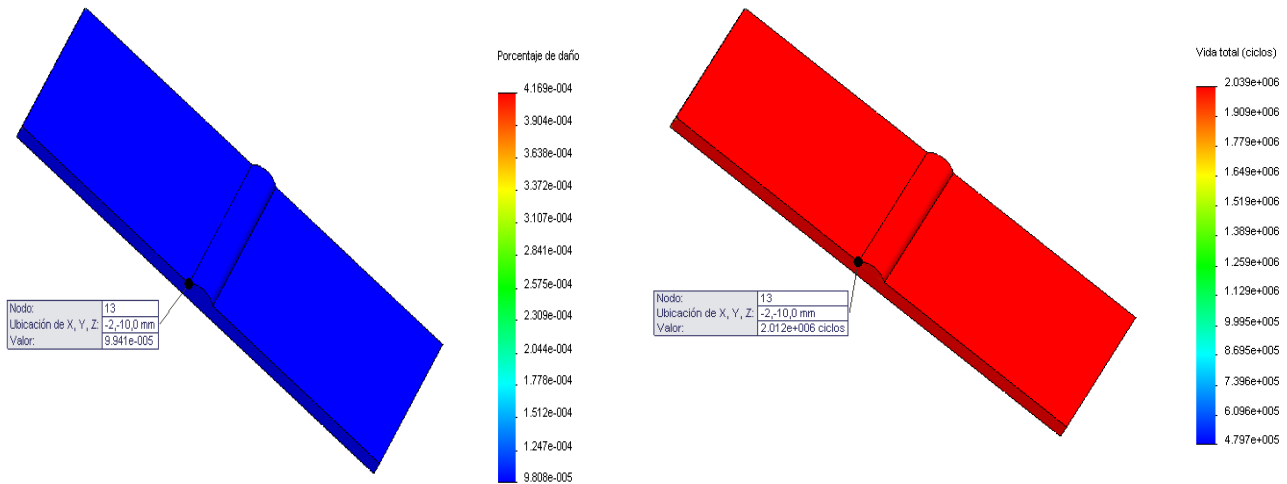 Porcentaje de daño
4.169e-004
3.904e-004
3.638e-004
3.372e-004
3.107e-004
2.841e-004
2.575e-004
2.309e-004
2.044e-004
1.778e-004
1.512e-004
1.247e-004
9.808e-005
Nodo: 13
Ubicación de X, Y, Z: -2,-10,0 mm
Valor: 9.941e-005
Vida total (ciclos)
2.039e+006
1.909e+006
1.779e+006
1.649e+006
1.519e+006
1.389e+006
1.259e+006
1.129e+006
9.995e+005
8.695e+005
7.396e+005
6.096e+005
4.797e+005
Nodo: 13
Ubicación de X, Y, Z: -2,-10,0 mm
Valor: 2.012e+006 ciclos